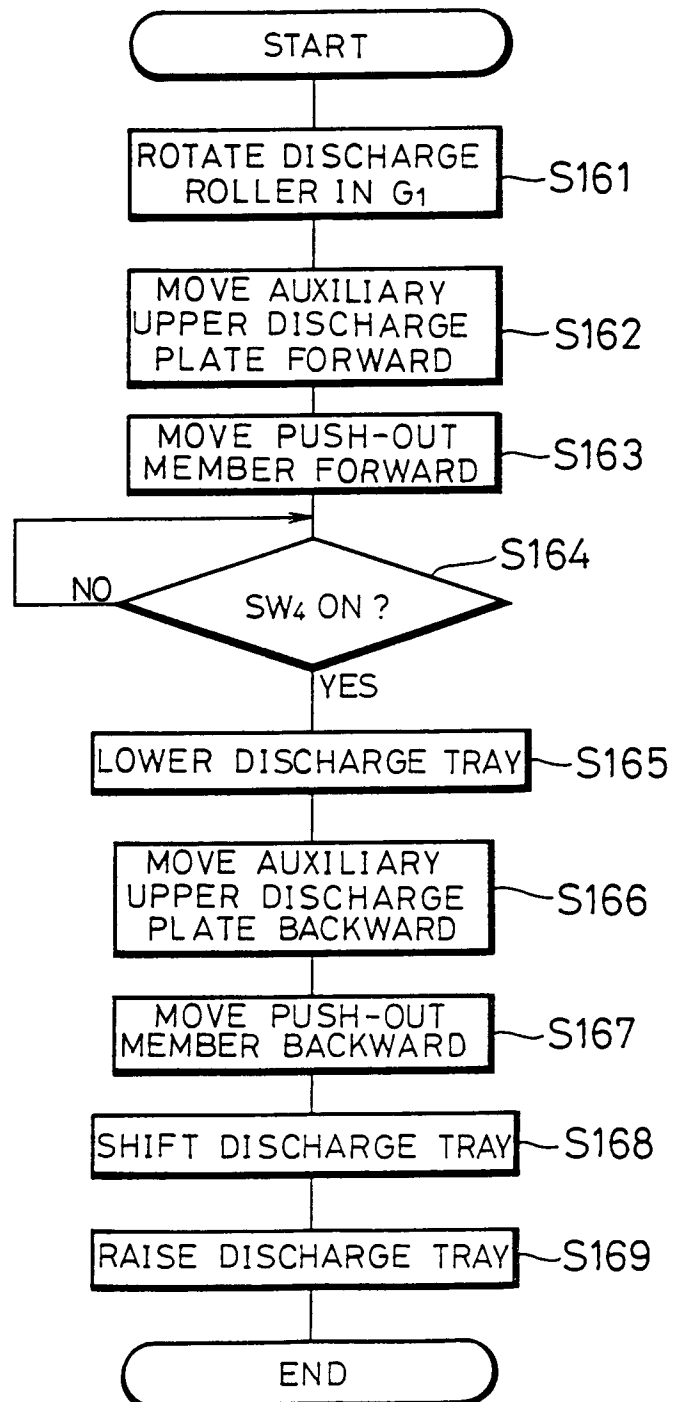 START
ROTATE DISCHARGE
ROLLER IN G1
S161
MOVE AUXILIARY
UPPER DISCHARGE
PLATE FORWARD
S162
MOVE PUSH-OUT
MEMBER FORWARD
S163
S164
NO
SW4 ON ?
YES
LOWER DISCHARGE TRAY
S165
MOVE AUXILIARY
UPPER DISCHARGE
PLATE BACKWARD
S166
MOVE PUSH-OUT
MEMBER BACKWARD
S167
SHIFT DISCHARGE TRAY
S168
RAISE DISCHARGE TRAY
S169
END